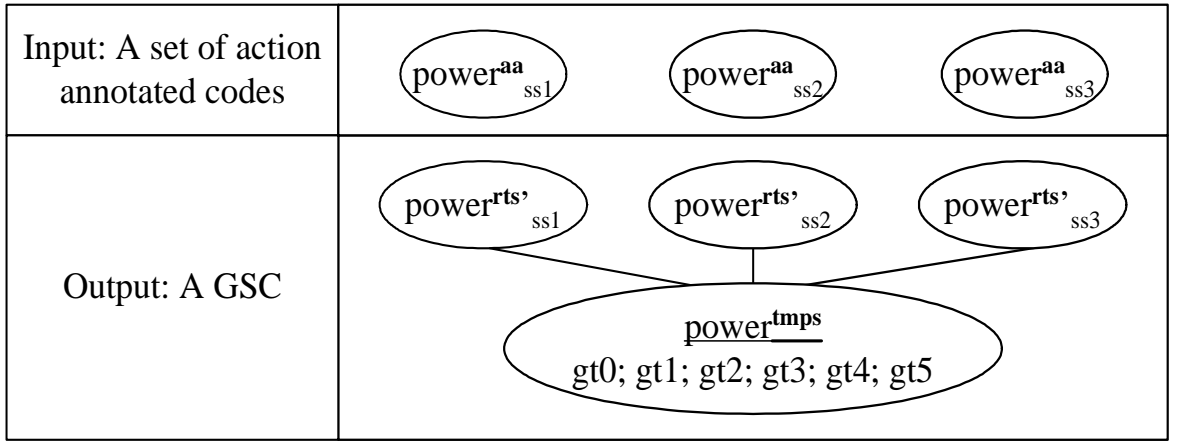 Input: A set of action
annotated codes
power^aa_ss1
power^aa_ss2
power^aa_ss3
Output: A GSC
power^rts’_ss1
power^rts’_ss2
power^rts’_ss3
power^tmps
gt0; gt1; gt2; gt3; gt4; gt5